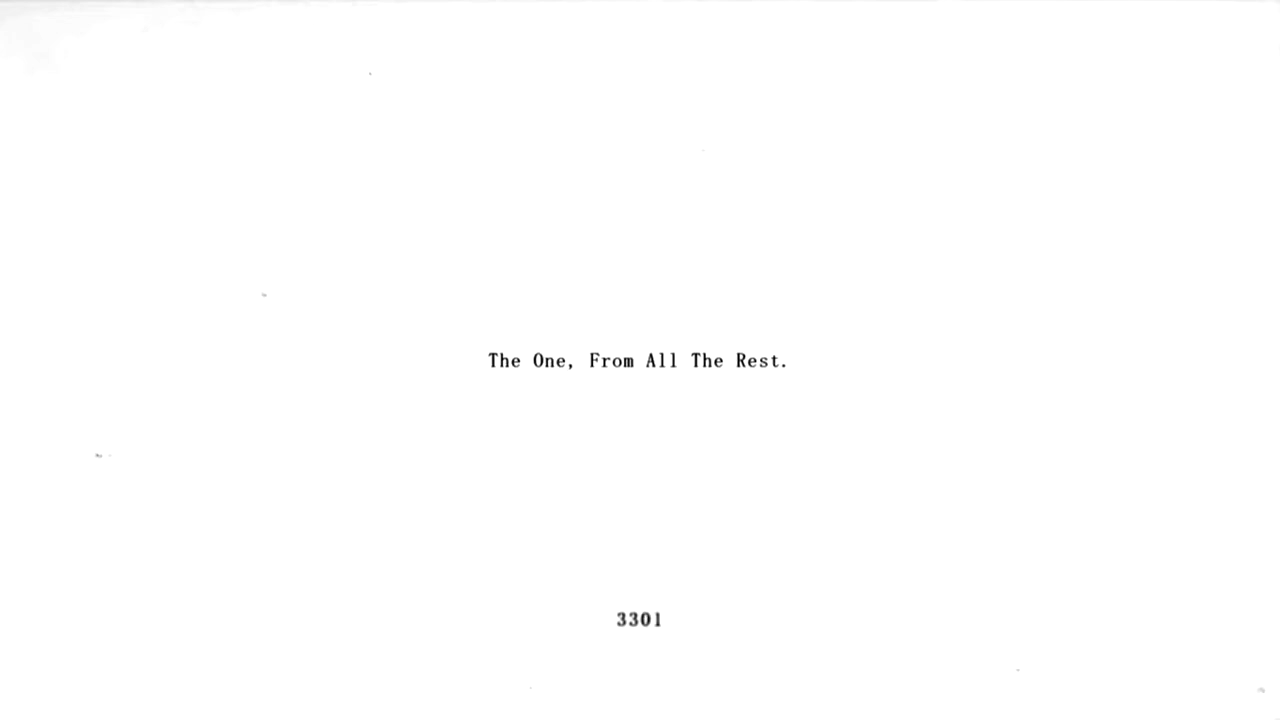 The One, From All The Rest.
3301